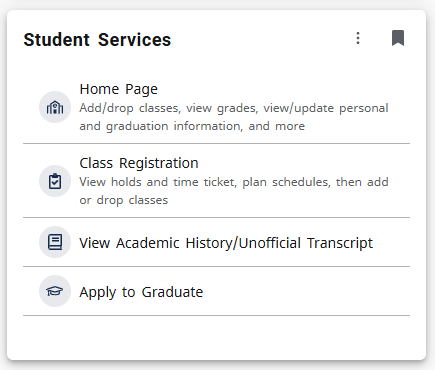 Student Services
Home Page
Add/drop classes, view grades, view/update personal
and graduation information, and more
Class Registration
View holds and time ticket, plan schedules, then add
or drop classes
View Academic History/Unofficial Transcript
Apply to Graduate